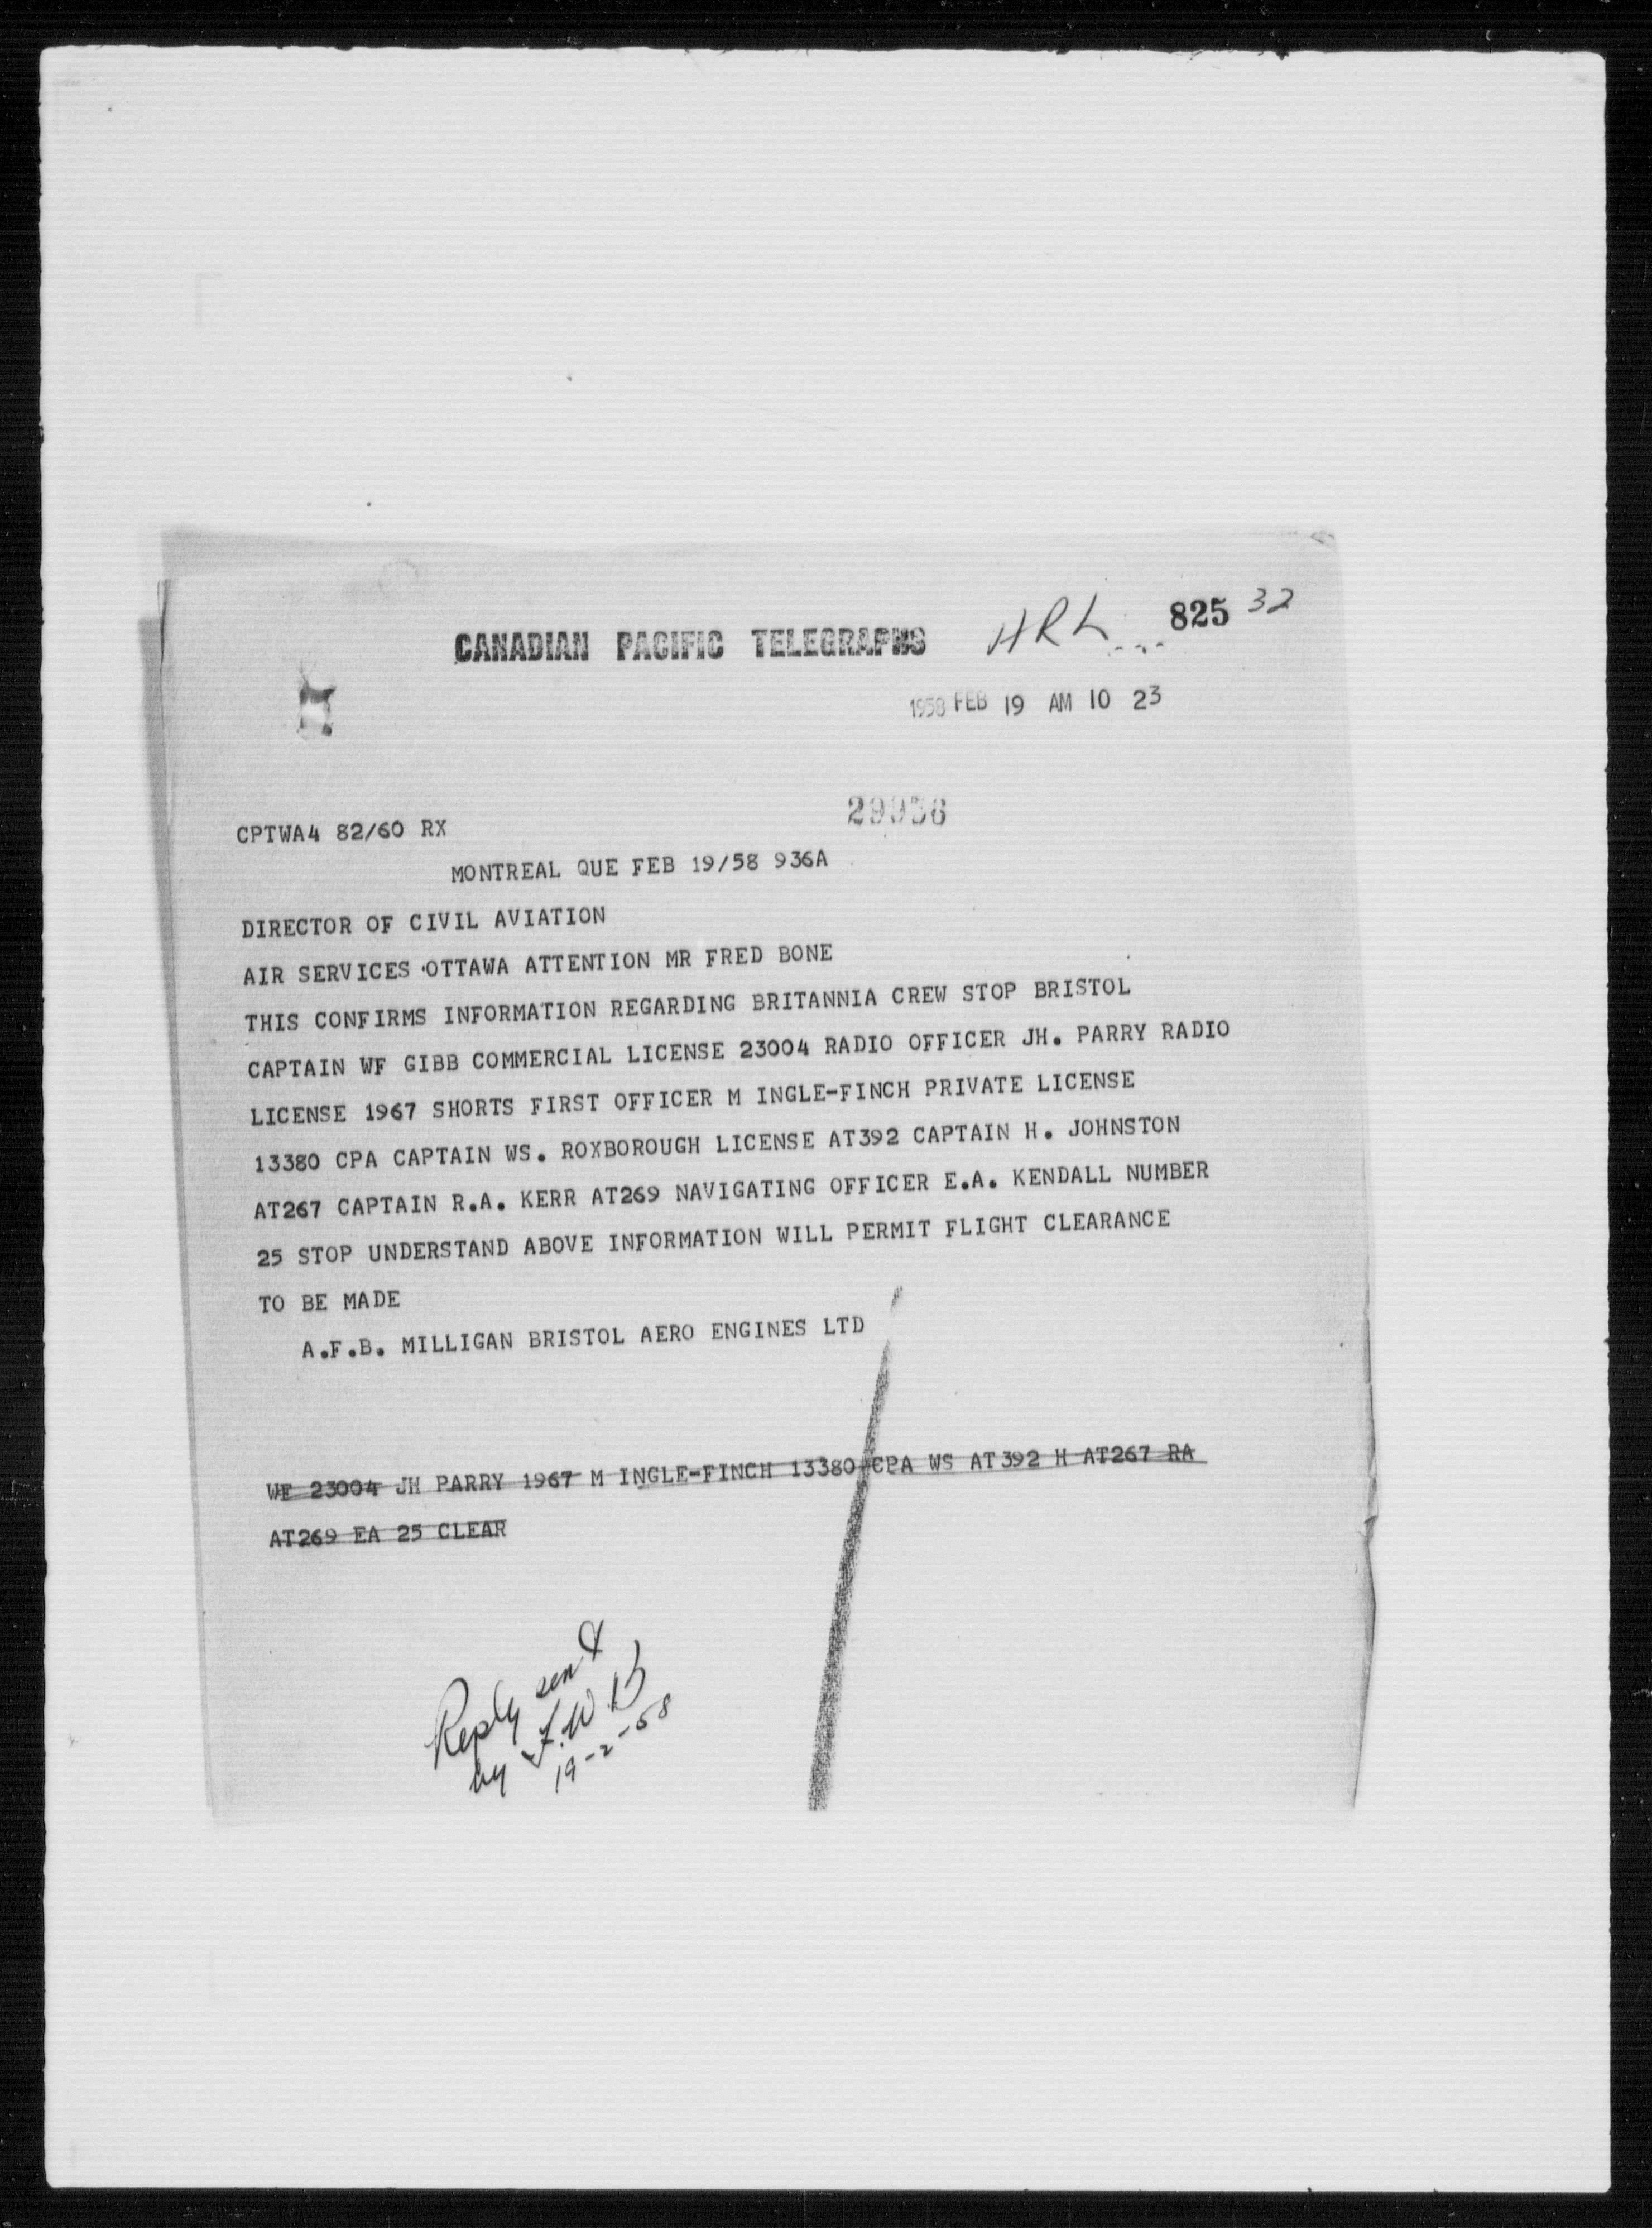 HRL 825 32
CANADIAN PACIFIC TELEGRAPHS
1958 FEB 19 AM 10 23
29936
CPTWA4 82/60 RX
MONTREAL QUE FEB 19/58 936A
DIRECTOR OF CIVIL AVIATION
AIR SERVICES OTTAWA ATTENTION MR FRED BONE
THIS CONFIRMS INFORMATION REGARDING BRITANNIA CREW STOP BRISTOL
CAPTAIN WF GIBB COMMERCIAL LICENSE 23004 RADIO OFFICER JH. PARRY RADIO
LICENSE 1967 SHORTS FIRST OFFICER M INGLE-FINCH PRIVATE LICENSE
13380 CPA CAPTAIN WS. ROXBOROUGH LICENSE AT392 CAPTAIN H. JOHNSTON
AT267 CAPTAIN R.A. KERR AT269 NAVIGATING OFFICER E.A. KENDALL NUMBER
25 STOP UNDERSTAND ABOVE INFORMATION WILL PERMIT FLIGHT CLEARANCE
TO BE MADE
A.F.B. MILLIGAN BRISTOL AERO ENGINES LTD
WF 23004 JH PARRY 1967 M INGLE-FINCH 13380 CPA WS AT392 H AT267 RA
AT269 EA 25 CLEAR
Reply sent
by F.W.B
19-2-58